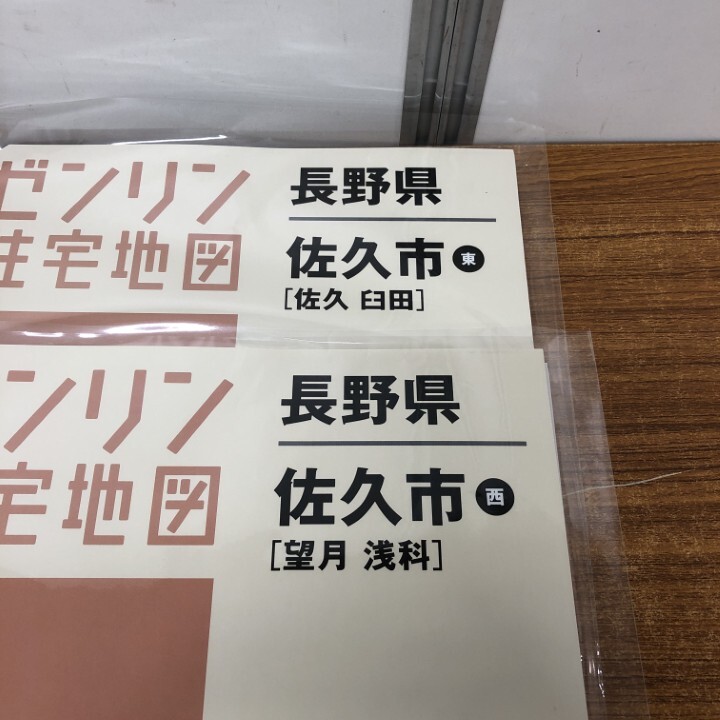 ゼンリン
住宅地図
長野県
佐久市 東
[佐久 臼田]
ンリン
宅地図
長野県
佐久市 西
[望月 浅科]